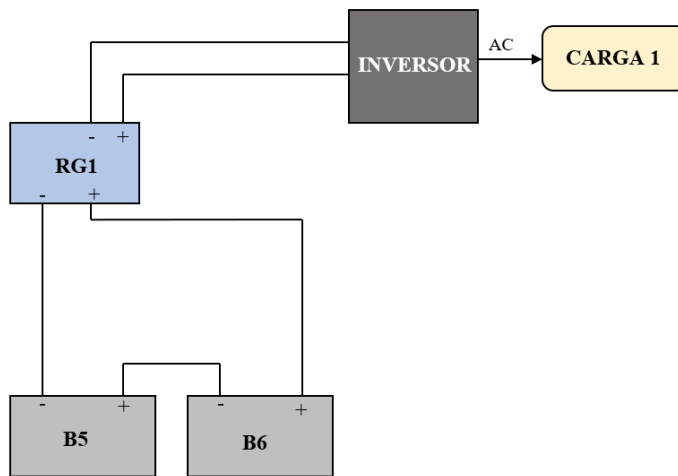 AC
INVERSOR
CARGA 1
- +
RG1
- +
- +
- +
B5
B6